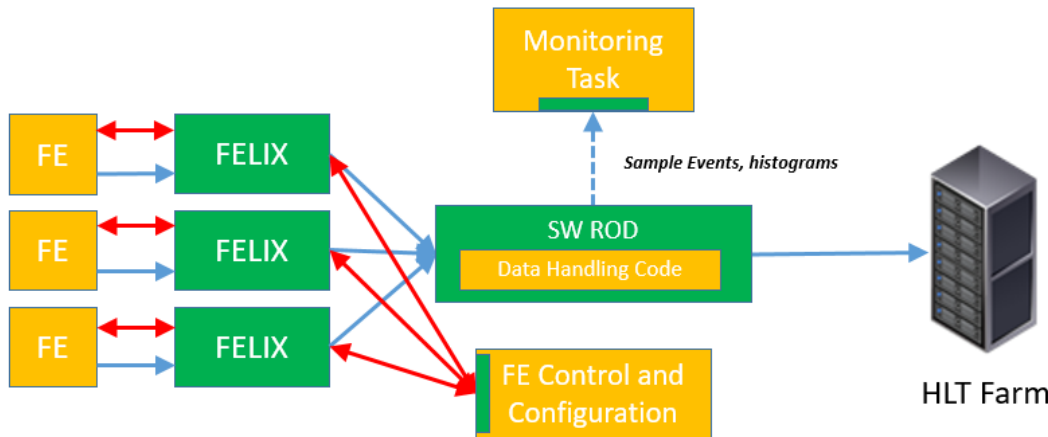 Monitoring
Task
FE
FELIX
Sample Events, histograms
FE
FELIX
SW ROD
Data Handling Code
FE
FELIX
FE Control and
Configuration
HLT Farm